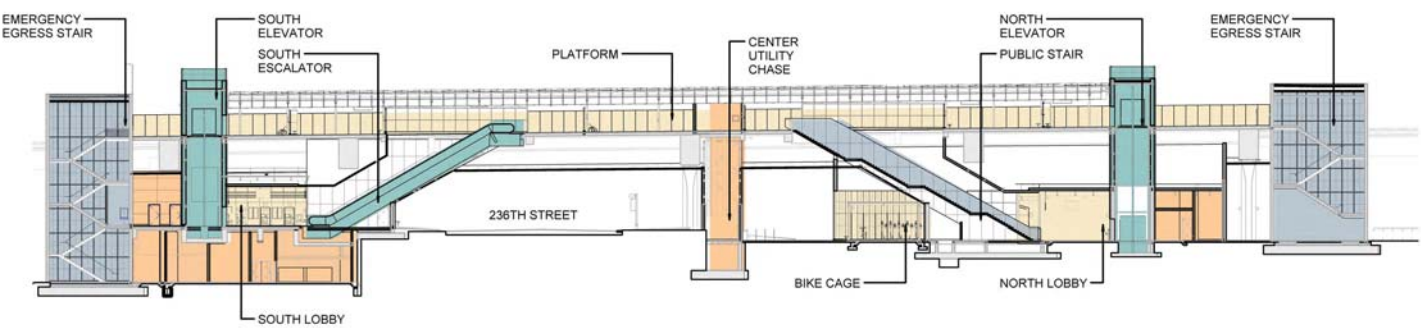 EMERGENCY
EGRESS STAIR
SOUTH
ELEVATOR
SOUTH
ESCALATOR
PLATFORM
CENTER
UTILITY
CHASE
NORTH
ELEVATOR
PUBLIC STAIR
EMERGENCY
EGRESS STAIR
236TH STREET
BIKE CAGE
NORTH LOBBY
SOUTH LOBBY